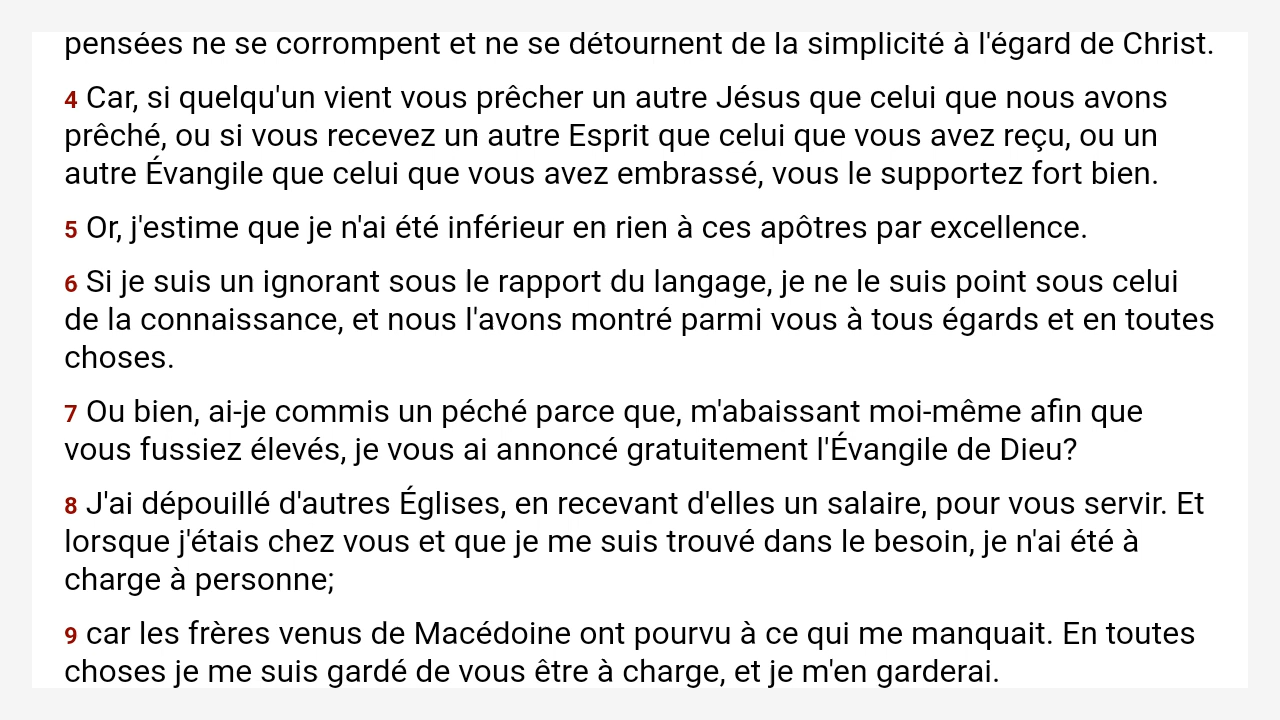 pensées ne se corrompent et ne se détournent de la simplicité à l'égard de Christ.
4 Car, si quelqu'un vient vous prêcher un autre Jésus que celui que nous avons
prêché, ou si vous recevez un autre Esprit que celui que vous avez reçu, ou un
autre Évangile que celui que vous avez embrassé, vous le supportez fort bien.
5 Or, j'estime que je n'ai été inférieur en rien à ces apôtres par excellence.
6 Si je suis un ignorant sous le rapport du langage, je ne le suis point sous celui
de la connaissance, et nous l'avons montré parmi vous à tous égards et en toutes
choses.
7 Ou bien, ai-je commis un péché parce que, m'abaissant moi-même afin que
vous fussiez élevés, je vous ai annoncé gratuitement l'Évangile de Dieu?
8 J'ai dépouillé d'autres Églises, en recevant d'elles un salaire, pour vous servir. Et
lorsque j'étais chez vous et que je me suis trouvé dans le besoin, je n'ai été à
charge à personne;
9 car les frères venus de Macédoine ont pourvu à ce qui me manquait. En toutes
choses je me suis gardé de vous être à charge, et je m'en garderai.